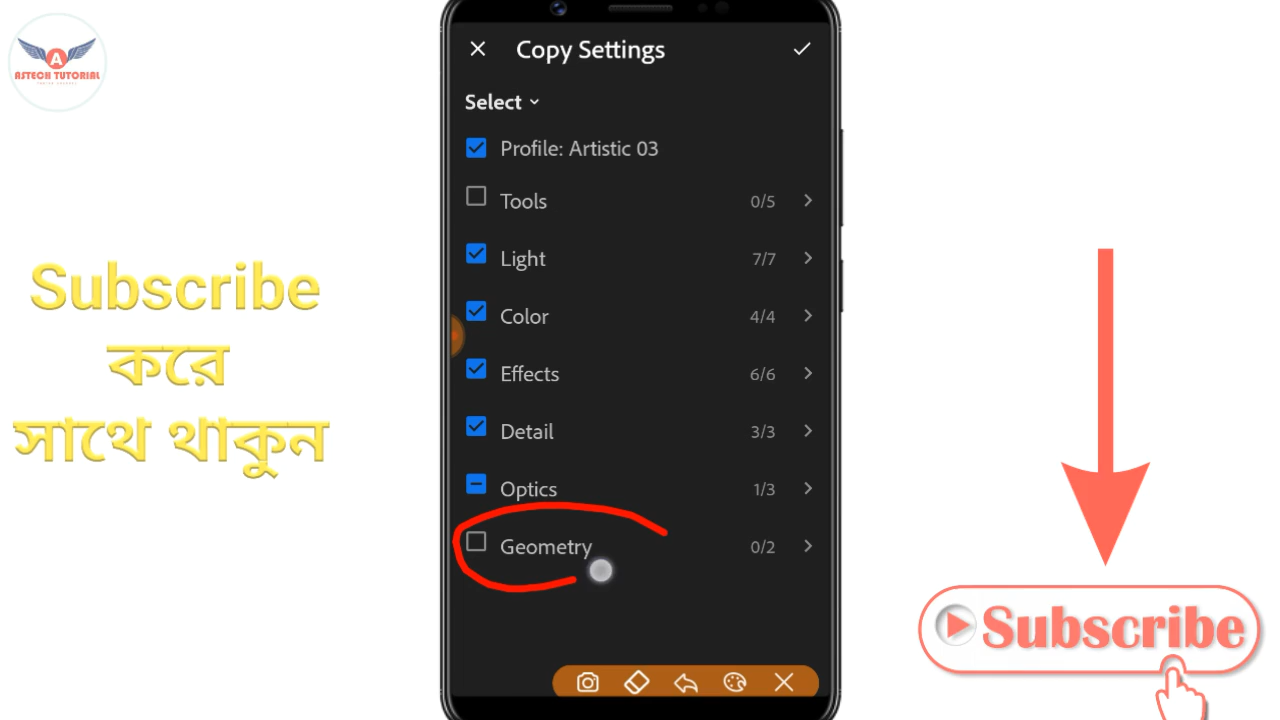 ASTECH TUTORIAL
Copy Settings
Select
Profile: Artistic 03
Tools 0/5
Light 7/7
Color 4/4
Effects 6/6
Detail 3/3
Optics 1/3
Geometry 0/2
Subscribe
করে
সাথে থাকুন
Subscribe